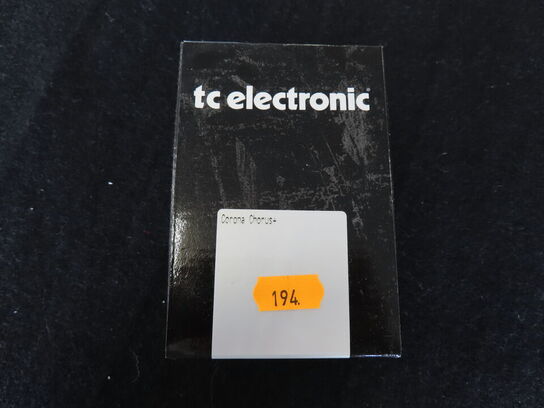 tc electronic
Corona Chorus+
194.